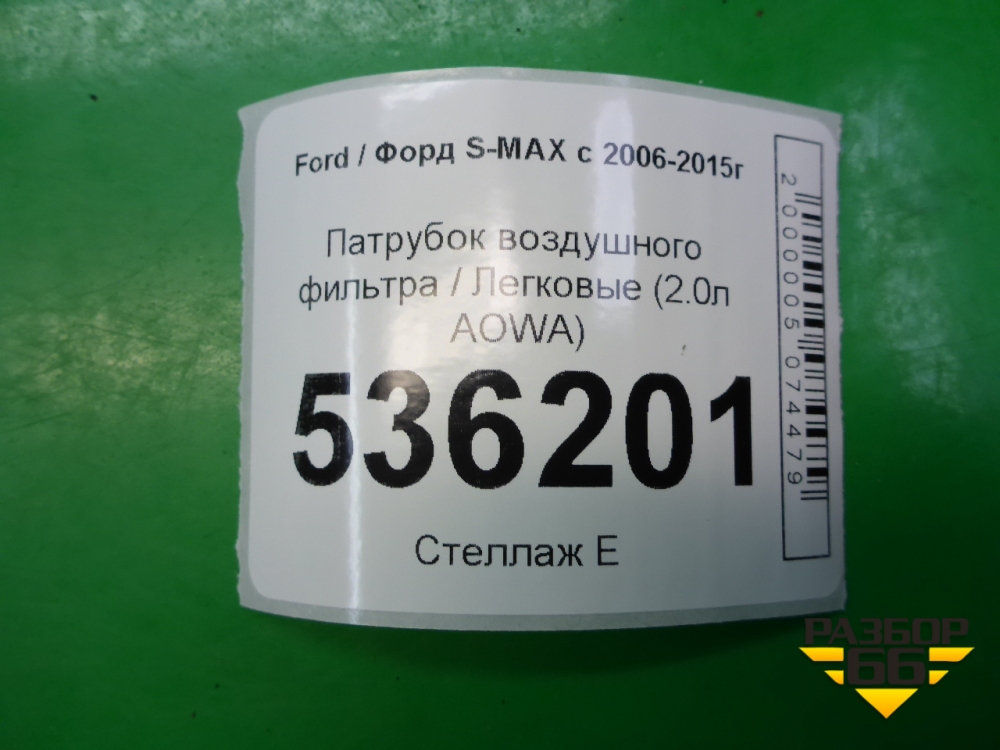 Ford / Форд S-MAX с 2006-2015г
Патрубок воздушного
фильтра / Легковые (2.0л
AOWA)
536201
Стеллаж Е
2000005074479
РАЗБОР
66